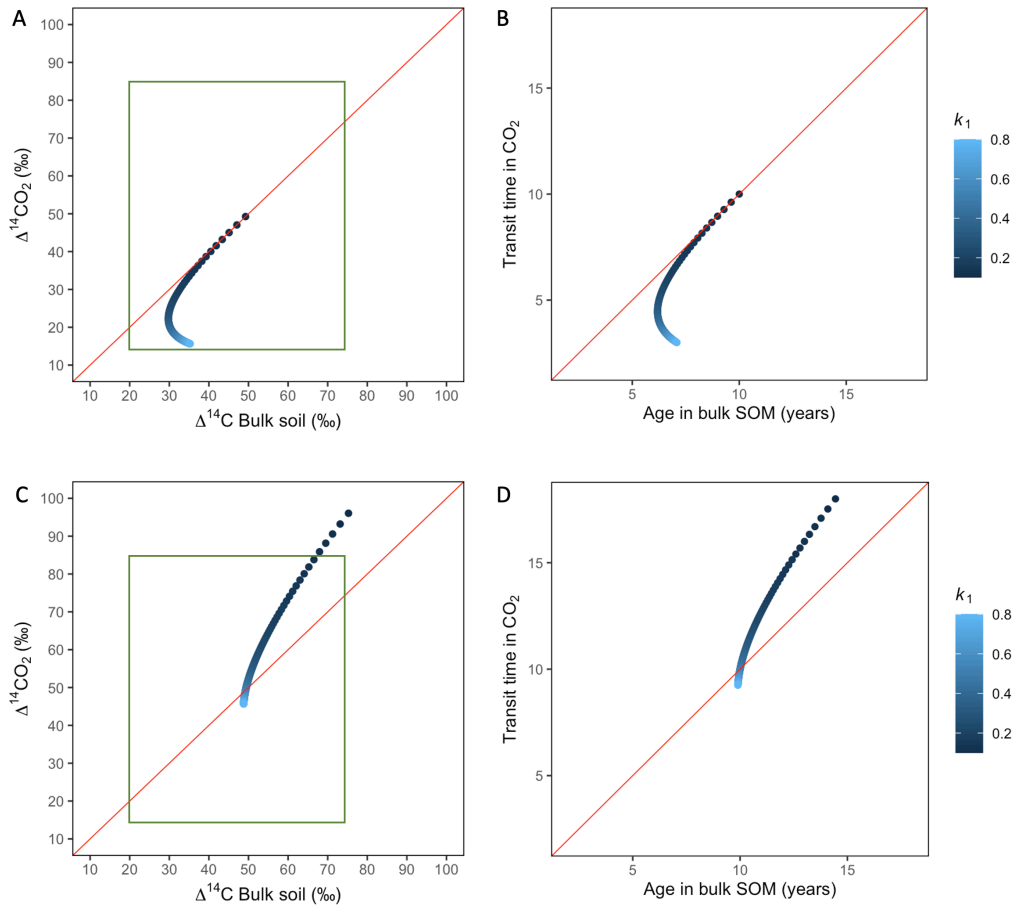 A
100
90
80
70
60
50
40
30
20
10
Δ¹⁴CO₂ (‰)
10 20 30 40 50 60 70 80 90 100
Δ¹⁴C Bulk soil (‰)
B
15
10
5
Transit time in CO₂
5 10 15
Age in bulk SOM (years)
k₁
0.8
0.6
0.4
0.2
C
100
90
80
70
60
50
40
30
20
10
Δ¹⁴CO₂ (‰)
10 20 30 40 50 60 70 80 90 100
Δ¹⁴C Bulk soil (‰)
D
15
10
5
Transit time in CO₂
5 10 15
Age in bulk SOM (years)
k₁
0.8
0.6
0.4
0.2